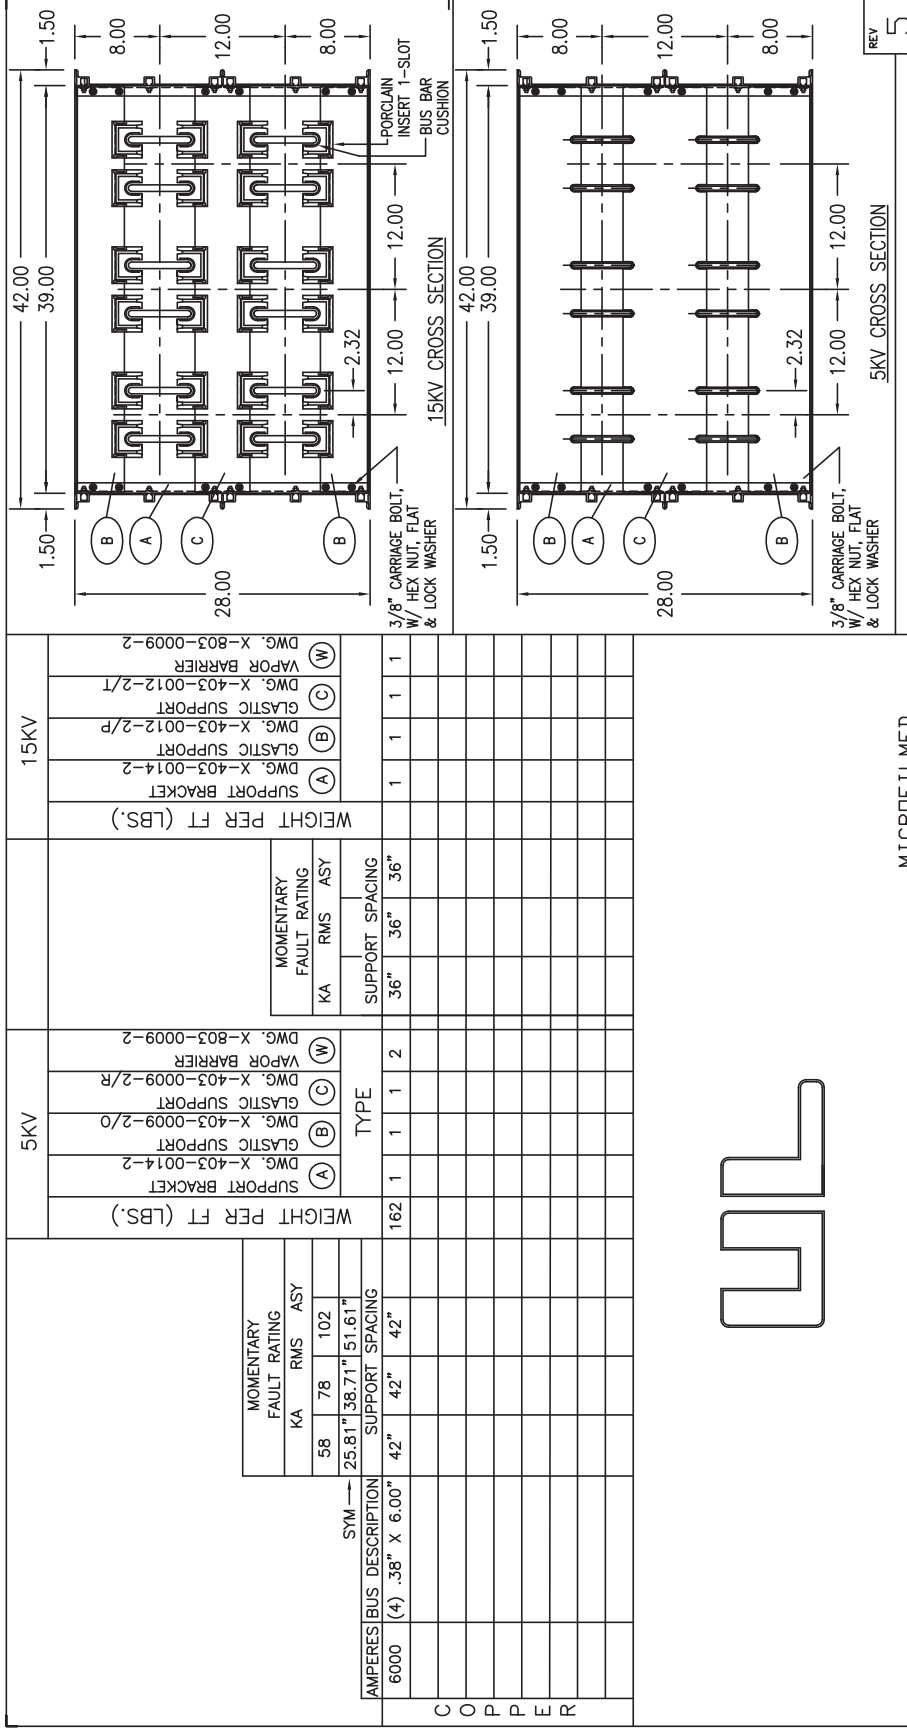 5KV
15KV
MOMENTARY
FAULT RATING
KA RMS ASY
58 78 102
SYM 25.81" 38.71" 51.61"
SUPPORT SPACING
WEIGHT PER FT (LBS.)
SUPPORT BRACKET
DWG. X-403-0014-2
A
GLASTIC SUPPORT
DWG. X-403-0009-2/O
B
GLASTIC SUPPORT
DWG. X-403-0009-2/R
C
VAPOR BARRIER
DWG. X-803-0009-2
W
TYPE
MOMENTARY
FAULT RATING
KA RMS ASY
SUPPORT SPACING
WEIGHT PER FT (LBS.)
SUPPORT BRACKET
DWG. X-403-0014-2
A
GLASTIC SUPPORT
DWG. X-403-0012-2/P
B
GLASTIC SUPPORT
DWG. X-403-0012-2/T
C
VAPOR BARRIER
DWG. X-803-0009-2
W
AMPERES BUS DESCRIPTION
6000 (4) .38" X 6.00" 42" 42" 42" 162 1 1 1 2 36" 36" 36" 1 1 1 1
COPPER
UL
42.00
39.00
1.50
1.50
8.00
12.00
8.00
28.00
B
A
C
B
PORCLAIN
INSERT 1-SLOT
BUS BAR
CUSHION
2.32
12.00
12.00
3/8" CARRIAGE BOLT,
W/ HEX NUT, FLAT
& LOCK WASHER
15KV CROSS SECTION
42.00
39.00
1.50
1.50
8.00
12.00
8.00
28.00
B
A
C
B
2.32
12.00
12.00
3/8" CARRIAGE BOLT,
W/ HEX NUT, FLAT
& LOCK WASHER
5KV CROSS SECTION
REV